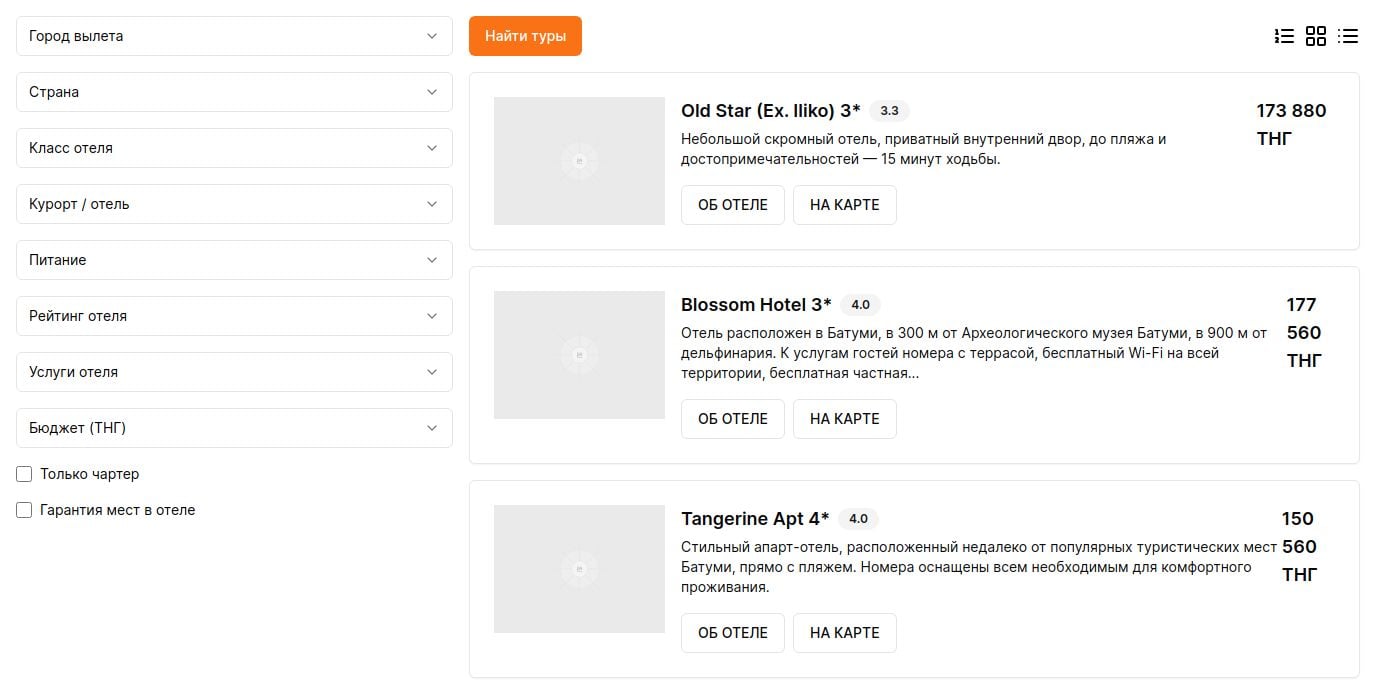 Город вылета
Страна
Класс отеля
Курорт / отель
Питание
Рейтинг отеля
Услуги отеля
Бюджет (ТНГ)
Только чартер
Гарантия мест в отеле
Найти туры
Old Star (Ex. Iliko) 3* 3.3
Небольшой скромный отель, приватный внутренний двор, до пляжа и
достопримечательностей — 15 минут ходьбы.
173 880
ТНГ
ОБ ОТЕЛЕ НА КАРТЕ
Blossom Hotel 3* 4.0
Отель расположен в Батуми, в 300 м от Археологического музея Батуми, в 900 м от
дельфинария. К услугам гостей номера с террасой, бесплатный Wi-Fi на всей
территории, бесплатная частная...
177
560
ТНГ
ОБ ОТЕЛЕ НА КАРТЕ
Tangerine Apt 4* 4.0
Стильный апарт-отель, расположенный недалеко от популярных туристических мест
Батуми, прямо с пляжем. Номера оснащены всем необходимым для комфортного
проживания.
150
560
ТНГ
ОБ ОТЕЛЕ НА КАРТЕ